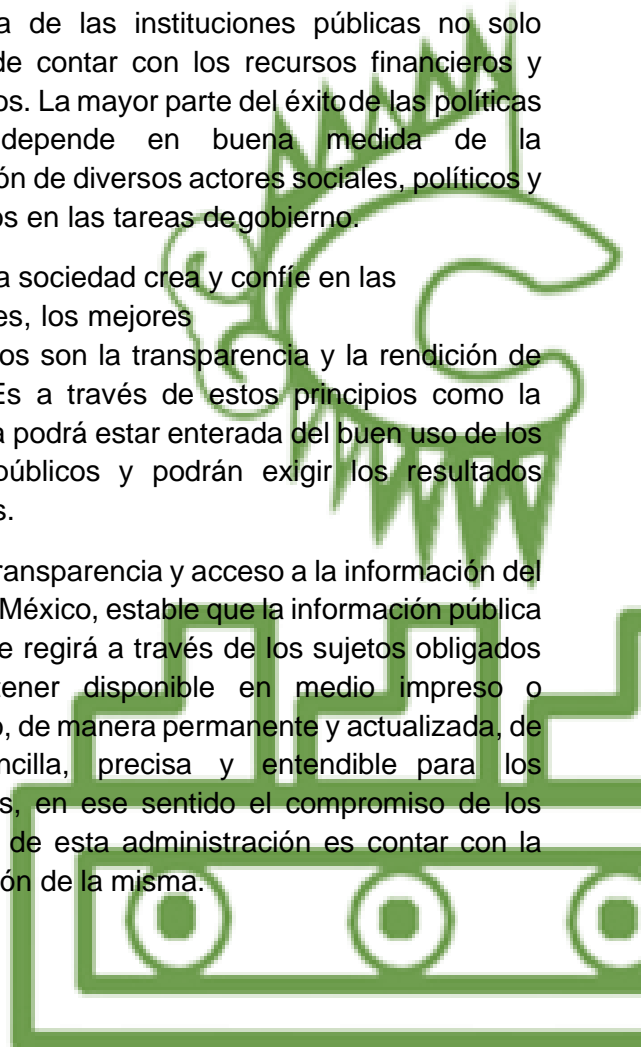 a de las instituciones públicas no solo
de contar con los recursos financieros y
os. La mayor parte del éxitode las políticas
depende en buena medida de la
ón de diversos actores sociales, políticos y
os en las tareas degobierno.
a sociedad crea y confíe en las
es, los mejores
os son la transparencia y la rendición de
Es a través de estos principios como la
a podrá estar enterada del buen uso de los
públicos y podrán exigir los resultados
s.
ransparencia y acceso a la información del
México, estable que la información pública
e regirá a través de los sujetos obligados
tener disponible en medio impreso o
o, de manera permanente y actualizada, de
ncilla, precisa y entendible para los
s, en ese sentido el compromiso de los
de esta administración es contar con la
ón de la misma.